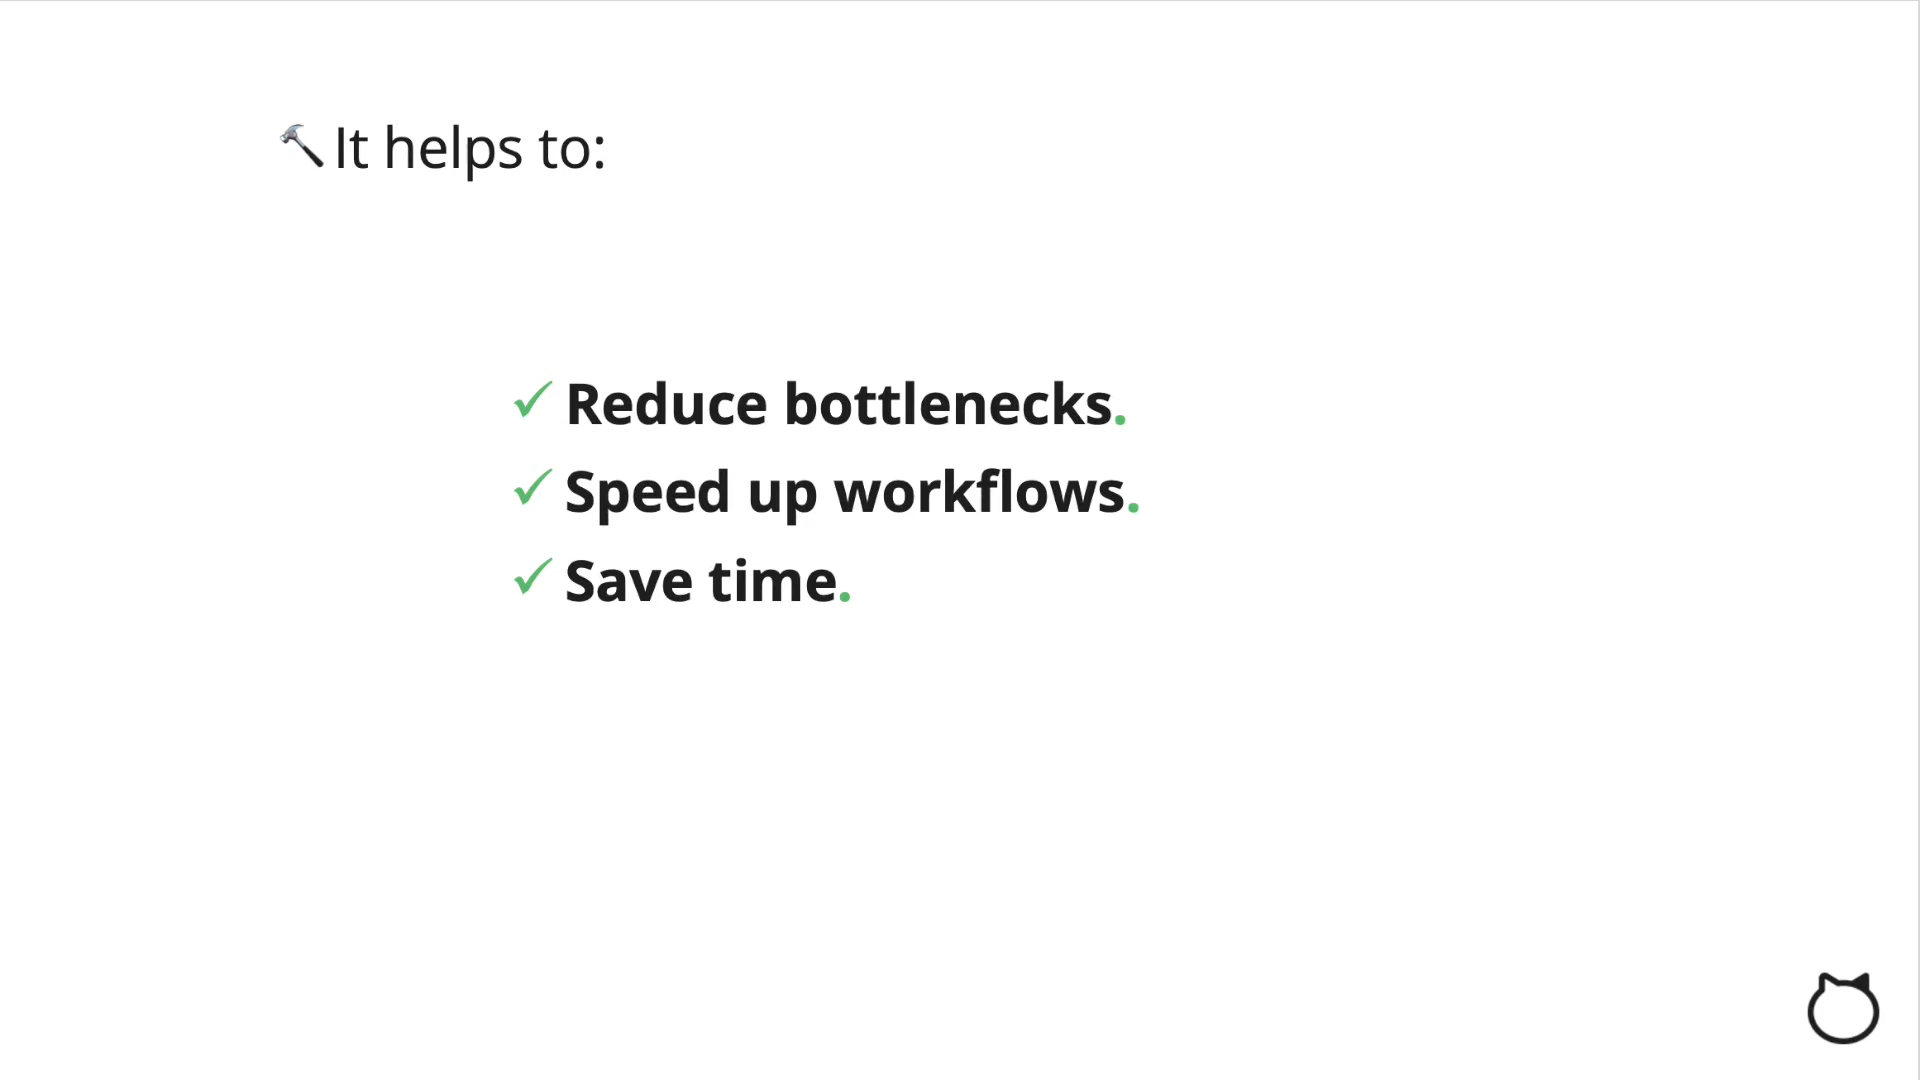 🔨 It helps to:
✓ Reduce bottlenecks.
✓ Speed up workflows.
✓ Save time.